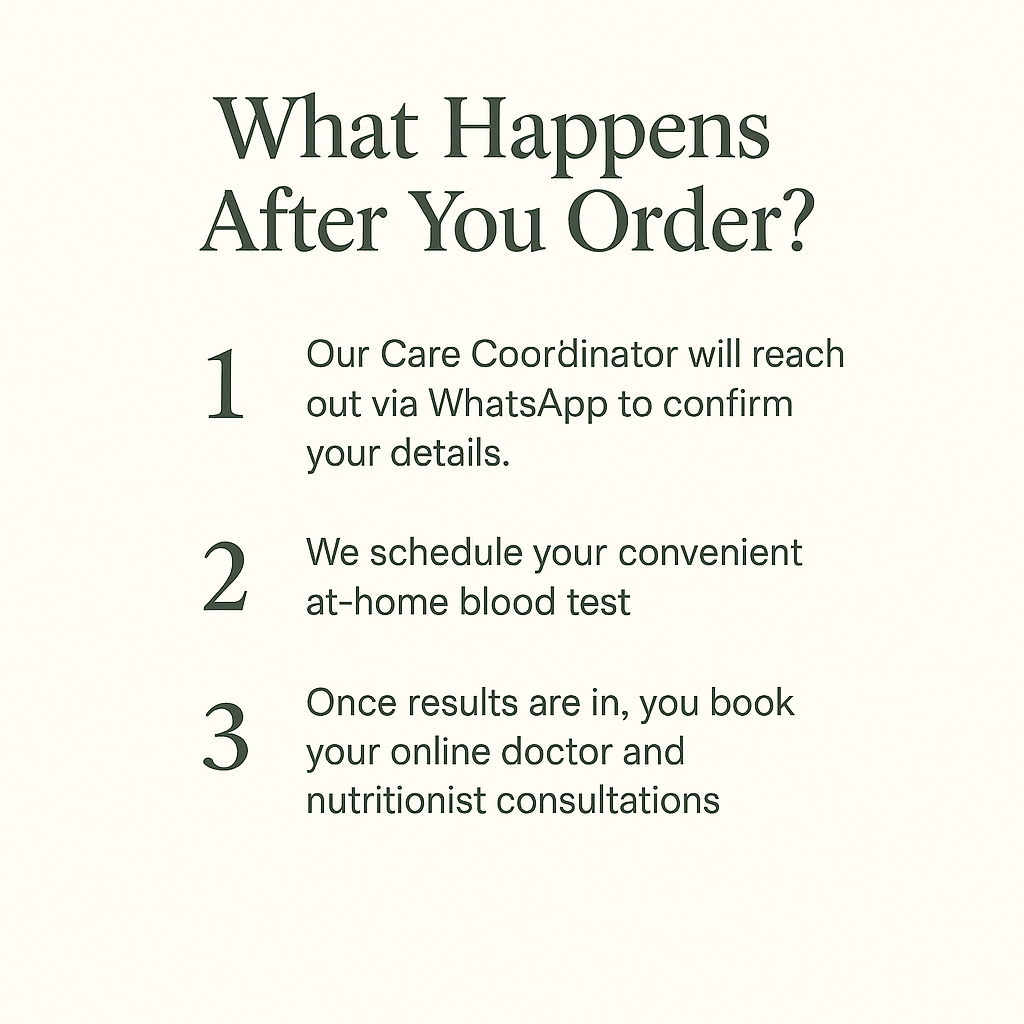 What Happens
After You Order?
1 Our Care Coordinator will reach
out via WhatsApp to confirm
your details.
2 We schedule your convenient
at-home blood test
3 Once results are in, you book
your online doctor and
nutritionist consultations